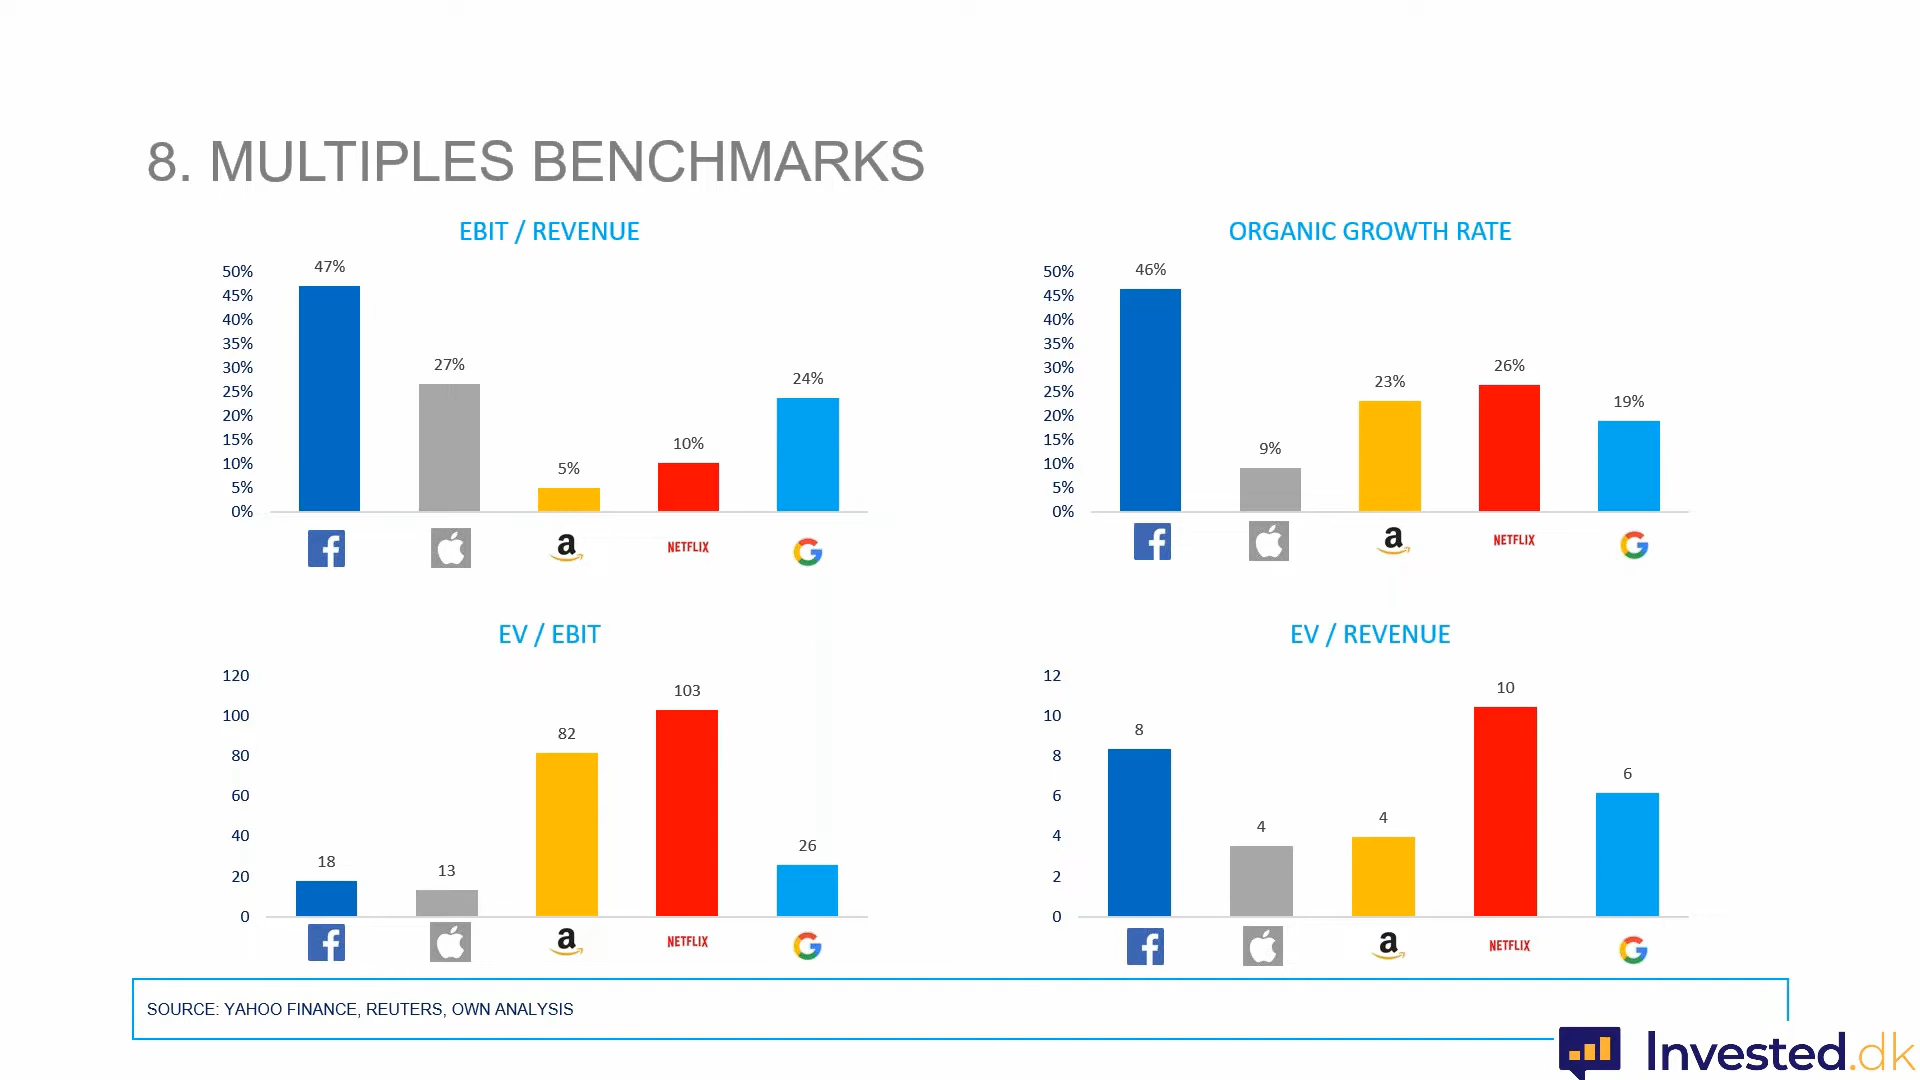 8. MULTIPLES BENCHMARKS
EBIT / REVENUE
50%
45%
40%
35%
30%
25%
20%
15%
10%
5%
0%
47%
27%
5%
10%
24%
f
a
NETFLIX
G
ORGANIC GROWTH RATE
50%
45%
40%
35%
30%
25%
20%
15%
10%
5%
0%
46%
9%
23%
26%
19%
f
a
NETFLIX
G
EV / EBIT
120
100
80
60
40
20
0
18
13
82
103
26
f
a
NETFLIX
G
EV / REVENUE
12
10
8
6
4
2
0
8
4
4
10
6
f
a
NETFLIX
G
SOURCE: YAHOO FINANCE, REUTERS, OWN ANALYSIS
Invested.dk